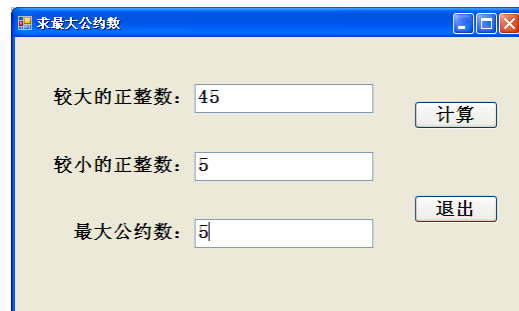 求最大公约数
较大的正整数： 45
计算
较小的正整数： 5
退出
最大公约数： 5